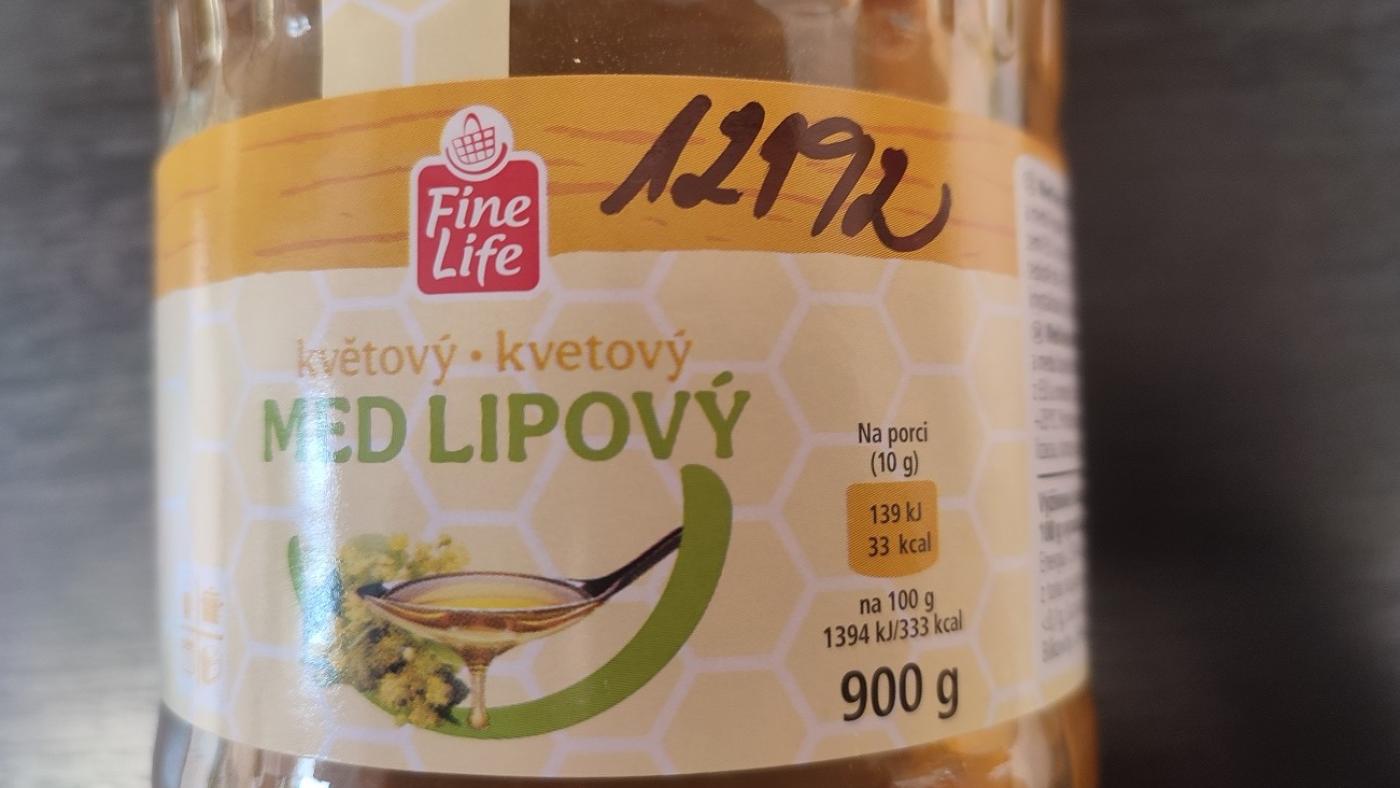 12192
Fine
Life
květový • kvetový
MED LIPOVÝ
Na porci
(10 g)
139 kJ
33 kcal
na 100 g
1394 kJ/333 kcal
900 g